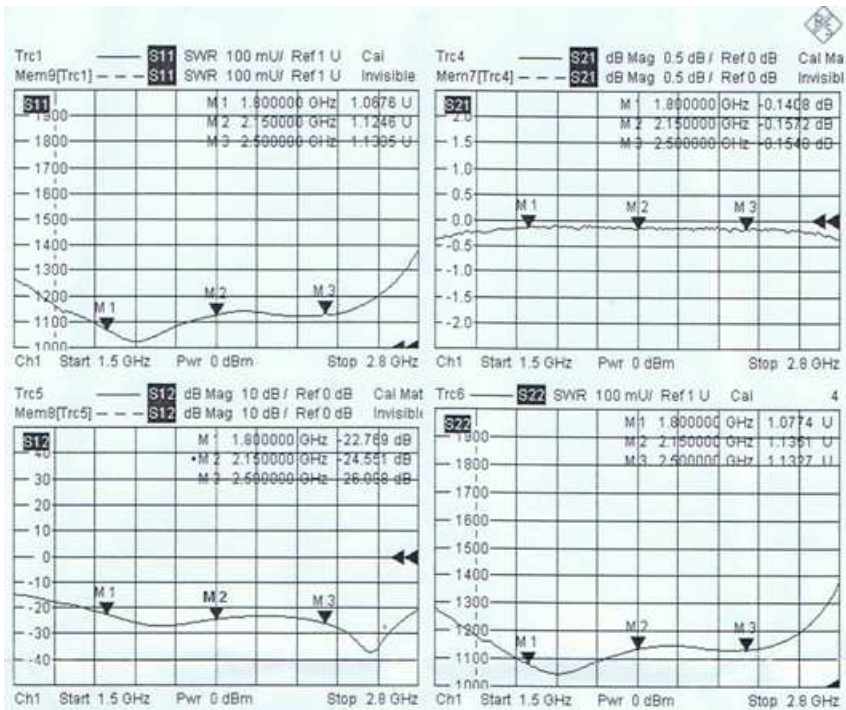 Trc1 S11 SWR 100 mU/ Ref 1 U Cal
Mem9[Trc1] S11 SWR 100 mU/ Ref 1 U Invisible
S11
1900
1800
1700
1600
1500
1400
1300
1200
1100
1000
M 1 1.800000 GHz 1.0676 U
M 2 2.150000 GHz 1.1246 U
M 3 2.500000 GHz
M 1
M 2
M 3
Ch1 Start 1.5 GHz Pwr 0 dBm Stop 2.8 GHz
Trc4 S21 dB Mag 0.5 dB / Ref 0 dB Cal Ma
Mem7[Trc4] S21 dB Mag 0.5 dB / Ref 0 dB Invisibl
S21
2.0
1.5
1.0
0.5
0.0
-0.5
-1.0
-1.5
-2.0
M 1 1.800000 GHz -0.1408 dB
M 2 2.150000 GHz -0.1572 dB
M 3 2.500000 GHz -0.1540 dB
M 1
M 2
M 3
Ch1 Start 1.5 GHz Pwr 0 dBm Stop 2.8 GHz
Trc5 S12 dB Mag 10 dB / Ref 0 dB Cal Mat
Mem8[Trc5] S12 dB Mag 10 dB / Ref 0 dB Invisible
S12
40
30
20
10
0
-10
-20
-30
-40
M 1 1.800000 GHz -22.769 dB
•M 2 2.150000 GHz -24.551 dB
M 3 2.500000 GHz
M 1
M 2
M 3
Ch1 Start 1.5 GHz Pwr 0 dBm Stop 2.8 GHz
Trc6 S22 SWR 100 mU/ Ref 1 U Cal 4
S22
1900
1800
1700
1600
1500
1400
1300
1200
1100
1000
M 1 1.800000 GHz 1.0774 U
M 2 2.150000 GHz 1.1351 U
M 3 2.500000 GHz 1.1327 U
M 1
M 2
M 3
Ch1 Start 1.5 GHz Pwr 0 dBm Stop 2.8 GHz